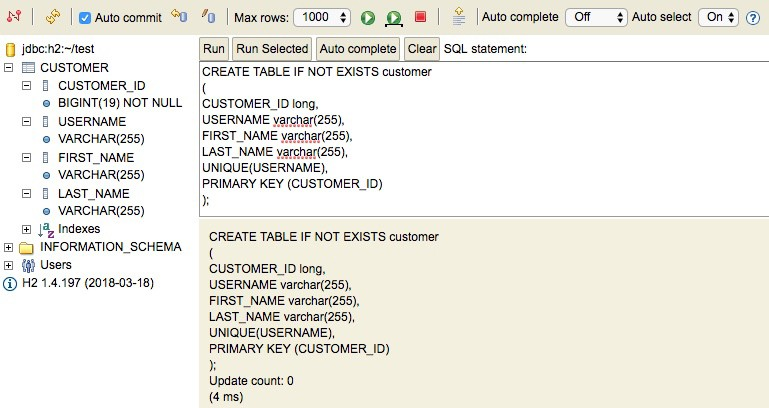 Auto commit Max rows: 1000 Auto complete Off Auto select On ?
jdbc:h2:~/test
CUSTOMER
CUSTOMER_ID
BIGINT(19) NOT NULL
USERNAME
VARCHAR(255)
FIRST_NAME
VARCHAR(255)
LAST_NAME
VARCHAR(255)
Indexes
INFORMATION_SCHEMA
Users
H2 1.4.197 (2018-03-18)
Run Run Selected Auto complete Clear SQL statement:
CREATE TABLE IF NOT EXISTS customer
(
CUSTOMER_ID long,
USERNAME varchar(255),
FIRST_NAME varchar(255),
LAST_NAME varchar(255),
UNIQUE(USERNAME),
PRIMARY KEY (CUSTOMER_ID)
);
CREATE TABLE IF NOT EXISTS customer
(
CUSTOMER_ID long,
USERNAME varchar(255),
FIRST_NAME varchar(255),
LAST_NAME varchar(255),
UNIQUE(USERNAME),
PRIMARY KEY (CUSTOMER_ID)
);
Update count: 0
(4 ms)